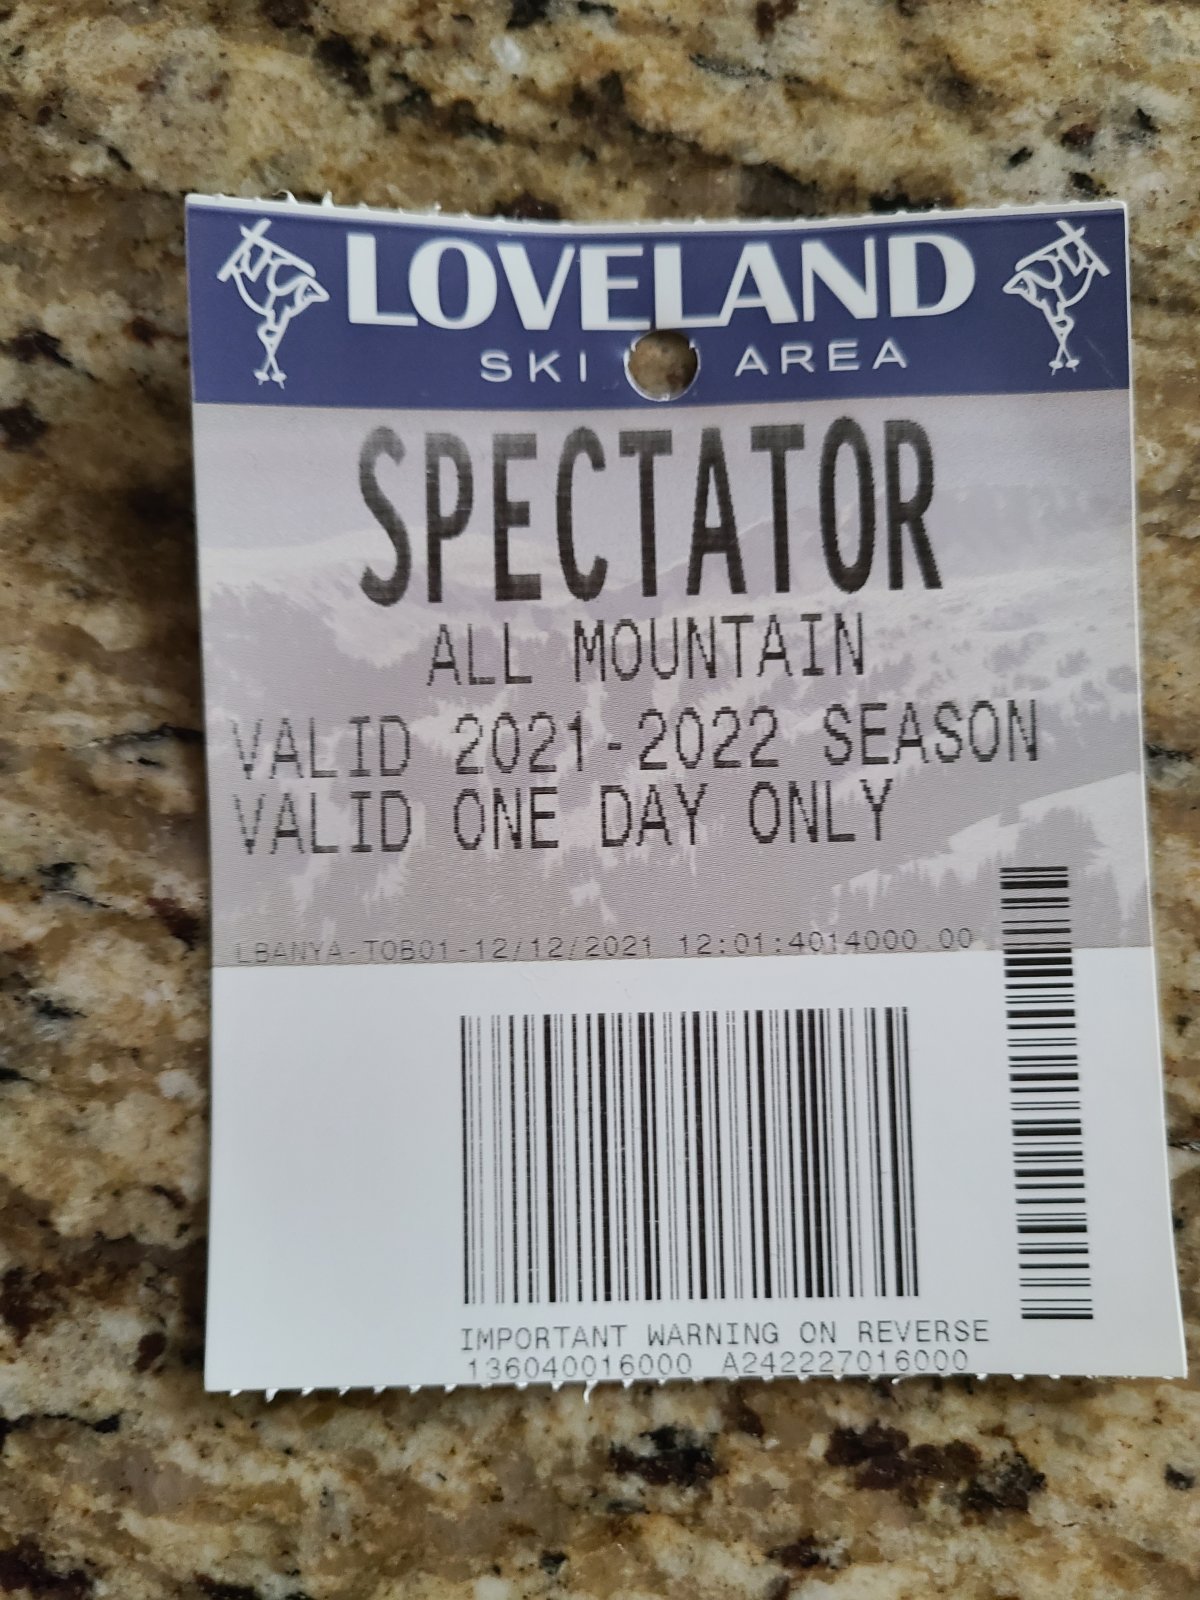 LOVELAND
SKI AREA
SPECTATOR
ALL MOUNTAIN
VALID 2021-2022 SEASON
VALID ONE DAY ONLY
LBANYA-TOB01-12/12/2021 12:01:4014000.00
IMPORTANT WARNING ON REVERSE
136040016000 A242227016000